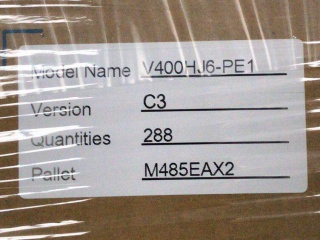 Model Name V400HJ6-PE1
Version C3
Quantities 288
Pallet M485EAX2